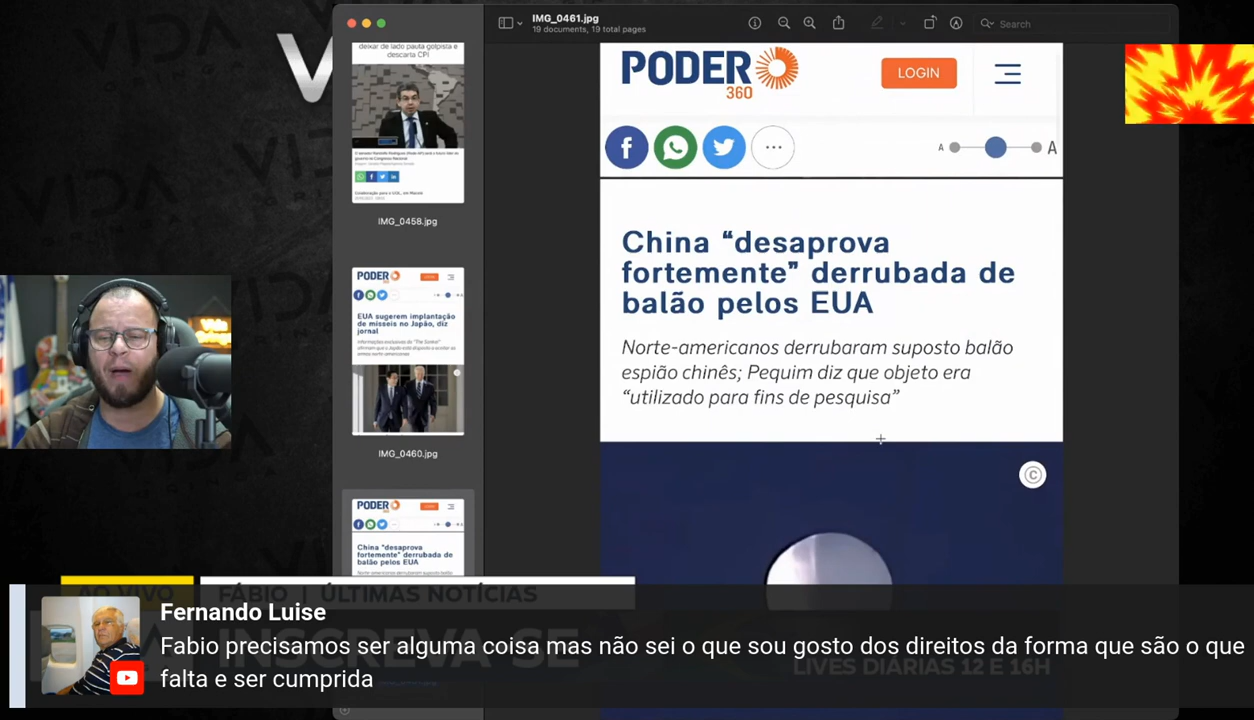 IMG_0461.jpg
19 documents, 19 total pages
Search
deixar de lado pauta golpista e
descarta CPI
IMG_0458.jpg
PODER
360
LOGIN
A
A
China “desaprova
fortemente” derrubada de
balão pelos EUA
Norte-americanos derrubaram suposto balão
espião chinês; Pequim diz que objeto era
“utilizado para fins de pesquisa”
©
PODER
EUA sugerem implantação
de mísseis no Japão, diz
jornal
IMG_0460.jpg
PODER
China “desaprova
fortemente” derrubada de
balão pelos EUA
AO VIVO
FÁBIO | ÚLTIMAS NOTÍCIAS
INSCREVA-SE
LIVES DIÁRIAS 12 E 16H
Fernando Luise
Fabio precisamos ser alguma coisa mas não sei o que sou gosto dos direitos da forma que são o que
falta e ser cumprida